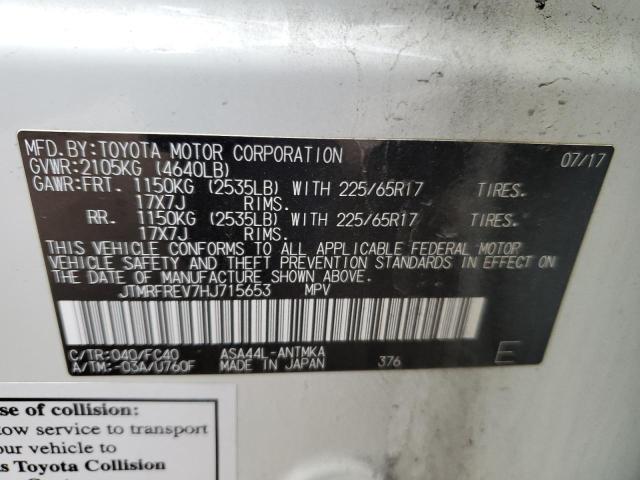 MFD.BY:TOYOTA MOTOR CORPORATION 07/17
GVWR:2105KG (4640LB)
GAWR:FRT. 1150KG (2535LB) WITH 225/65R17 TIRES.
17X7J RIMS.
RR. 1150KG (2535LB) WITH 225/65R17 TIRES.
17X7J RIMS.
THIS VEHICLE CONFORMS TO ALL APPLICABLE FEDERAL MOTOR
VEHICLE SAFETY AND THEFT PREVENTION STANDARDS IN EFFECT ON
THE DATE OF MANUFACTURE SHOWN ABOVE.
JTMRFREV7HJ715653 MPV
C/TR:040/FC40 ASA44L-ANTMKA 376 E
A/TM:-03A/U760F MADE IN JAPAN
se of collision:
ow service to transport
ur vehicle to
s Toyota Collision